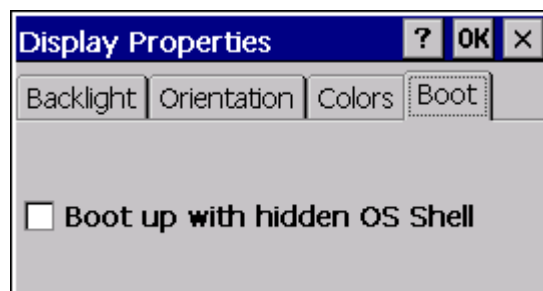 Display Properties ? OK ×
Backlight Orientation Colors Boot
Boot up with hidden OS Shell